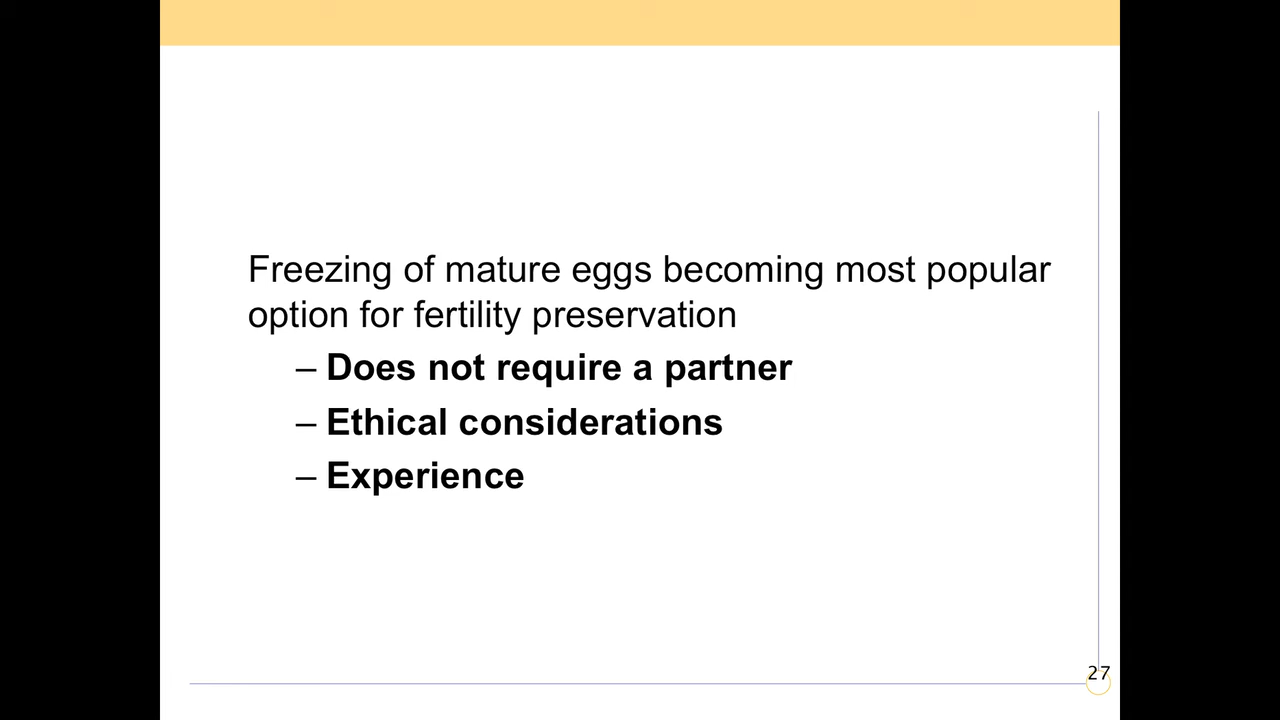 Freezing of mature eggs becoming most popular
option for fertility preservation
– Does not require a partner
– Ethical considerations
– Experience
27